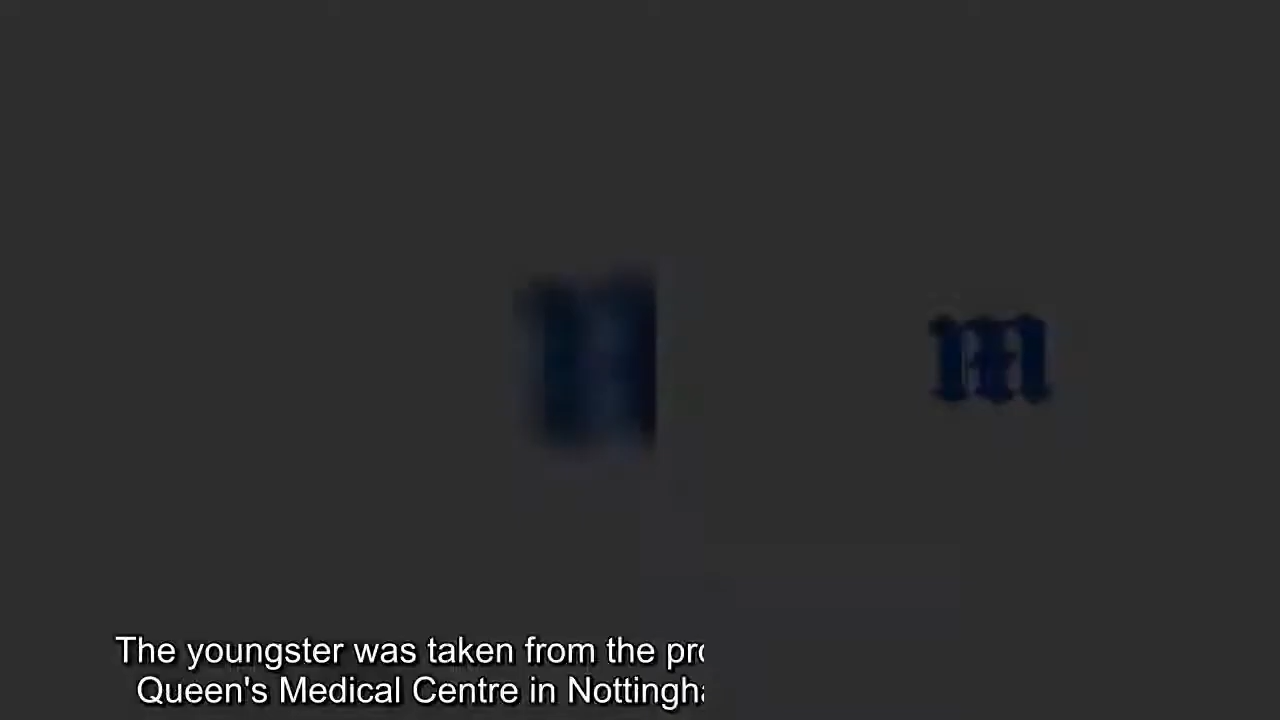 The youngster was taken from the
Queen's Medical Centre in